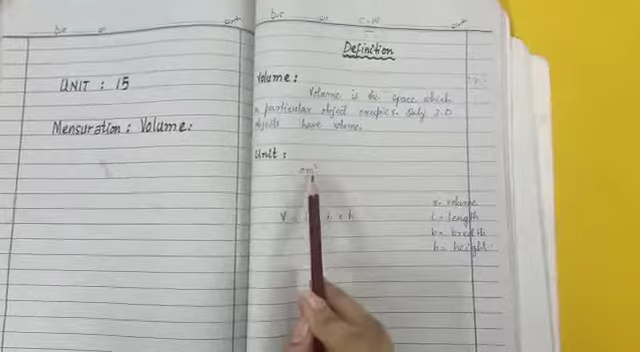 UNIT : 15
Mensuration : Volume.
C.W
Definition
Volume :
Volume is the space which
a particular object occupies. Only 3-D
objects have volume.
Unit :
cm³
V = b × h
v = volume
l = length
b = breadth
h = height